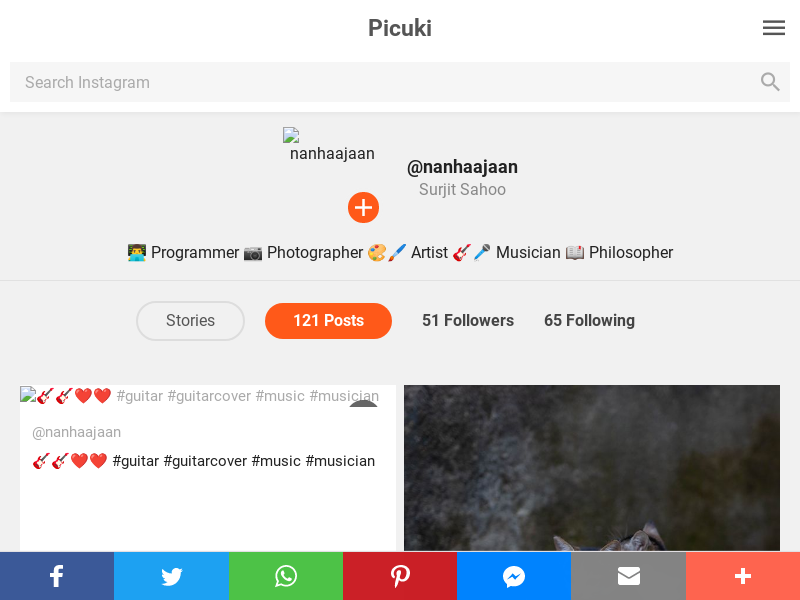 Picuki
Search Instagram
nanhaajaan
@nanhaajaan
Surjit Sahoo
👨‍💻 Programmer 📷 Photographer 🎨🖌️ Artist 🎸🎤 Musician 📖 Philosopher
Stories
121 Posts
51 Followers
65 Following
🎸🎸❤️❤️ #guitar #guitarcover #music #musician
@nanhaajaan
🎸🎸❤️❤️ #guitar #guitarcover #music #musician